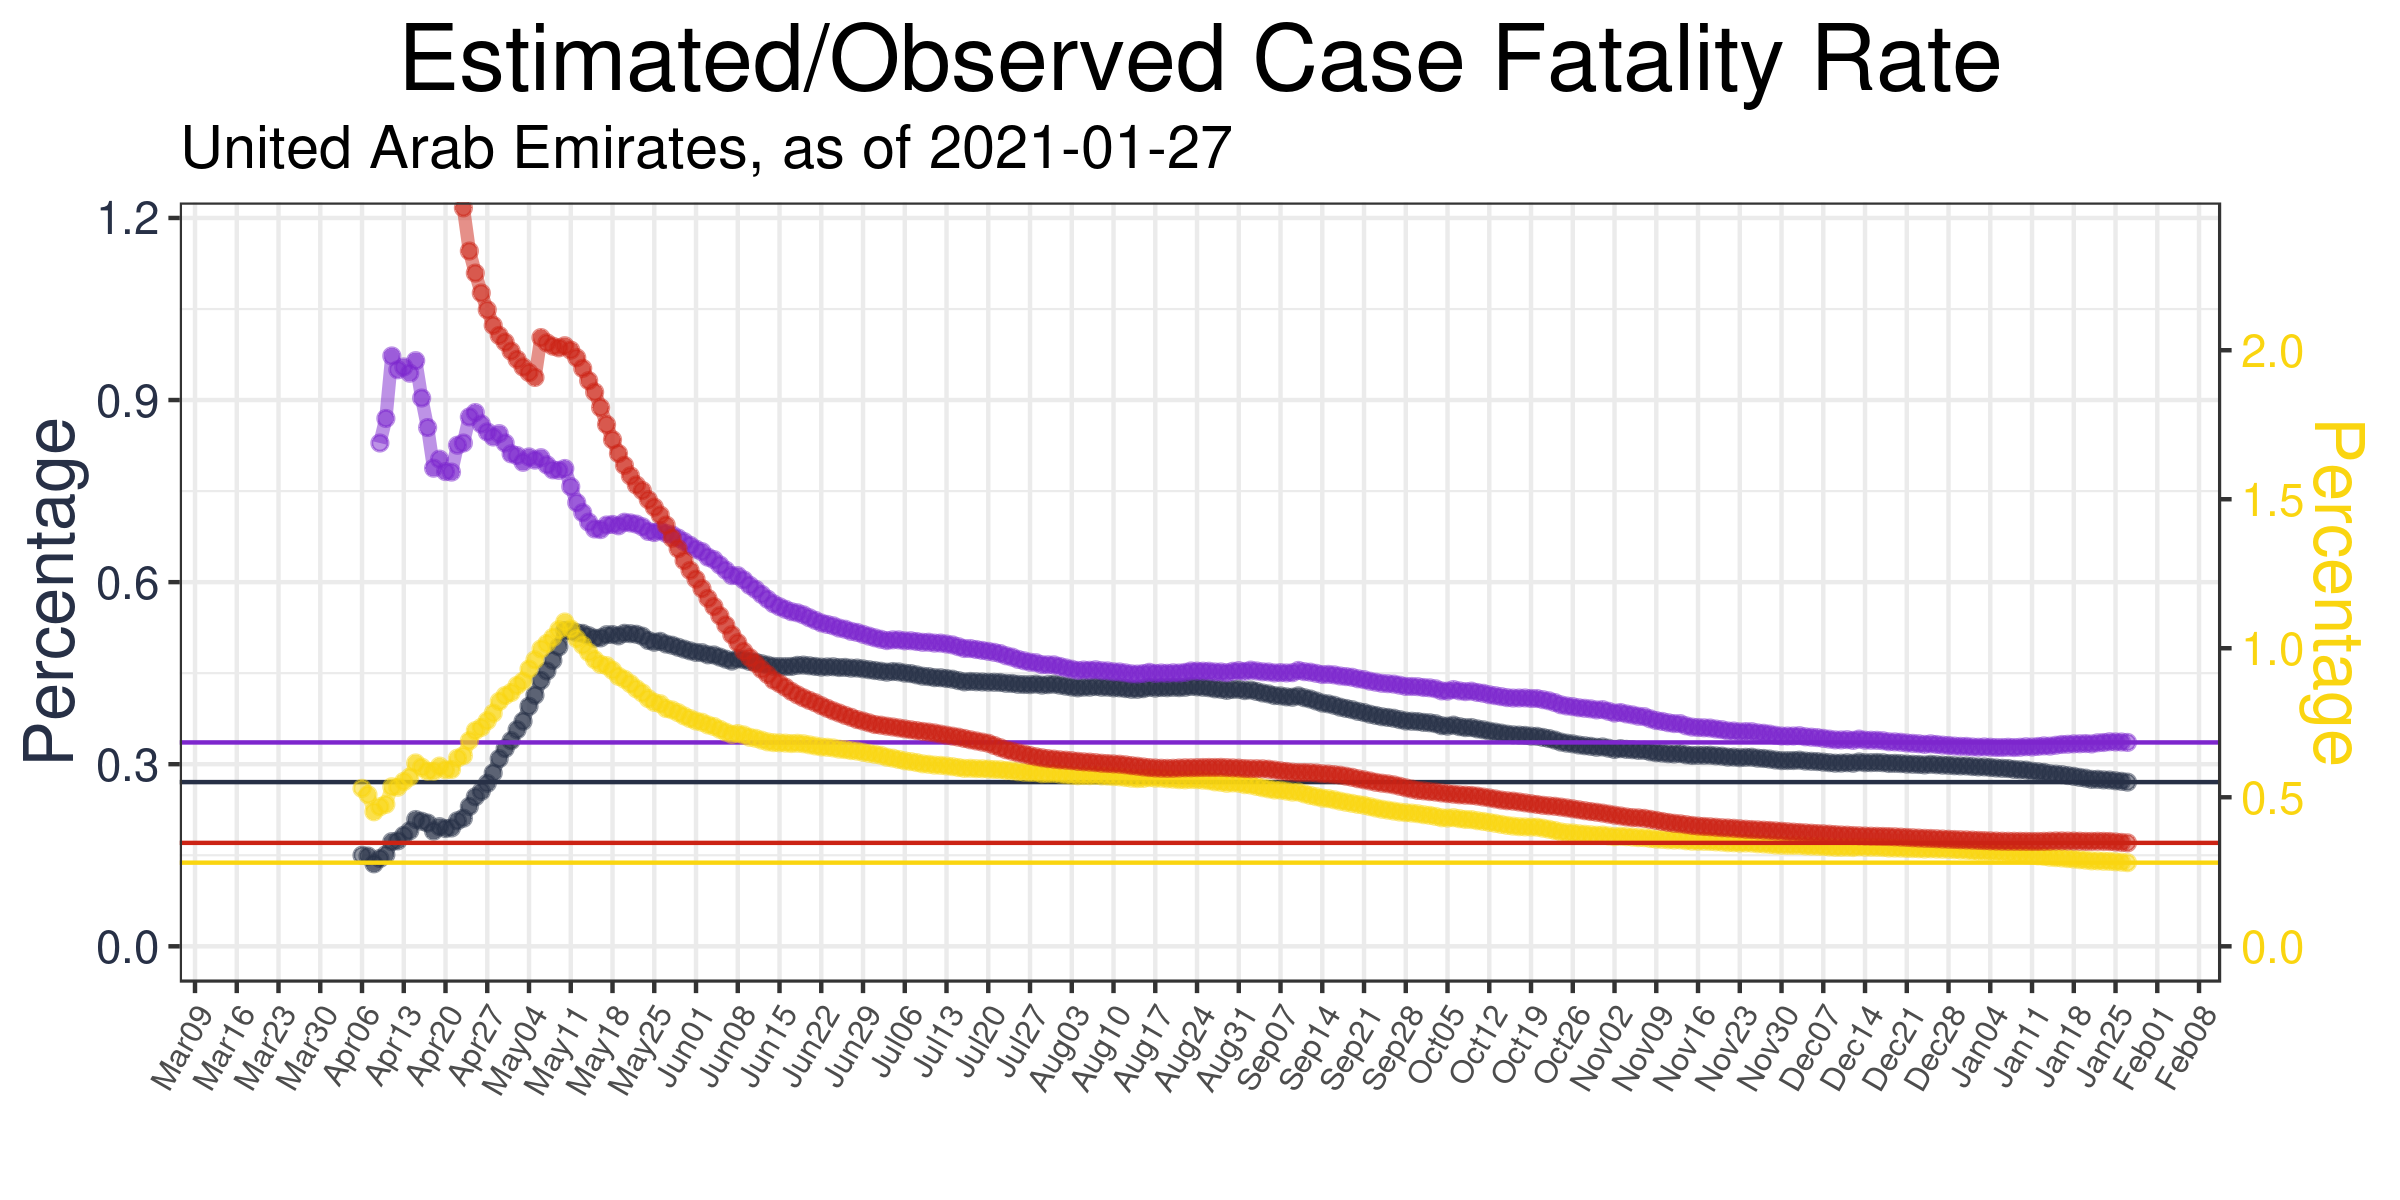 Estimated/Observed Case Fatality Rate
United Arab Emirates, as of 2021-01-27
Percentage
1.2
0.9
0.6
0.3
0.0
2.0
1.5
1.0
0.5
0.0
Percentage
Mar09 Mar16 Mar23 Mar30 Apr06 Apr13 Apr20 Apr27 May04 May11 May18 May25 Jun01 Jun08 Jun15 Jun22 Jun29 Jul06 Jul13 Jul20 Jul27 Aug03 Aug10 Aug17 Aug24 Aug31 Sep07 Sep14 Sep21 Sep28 Oct05 Oct12 Oct19 Oct26 Nov02 Nov09 Nov16 Nov23 Nov30 Dec07 Dec14 Dec21 Dec28 Jan04 Jan11 Jan18 Jan25 Feb01 Feb08